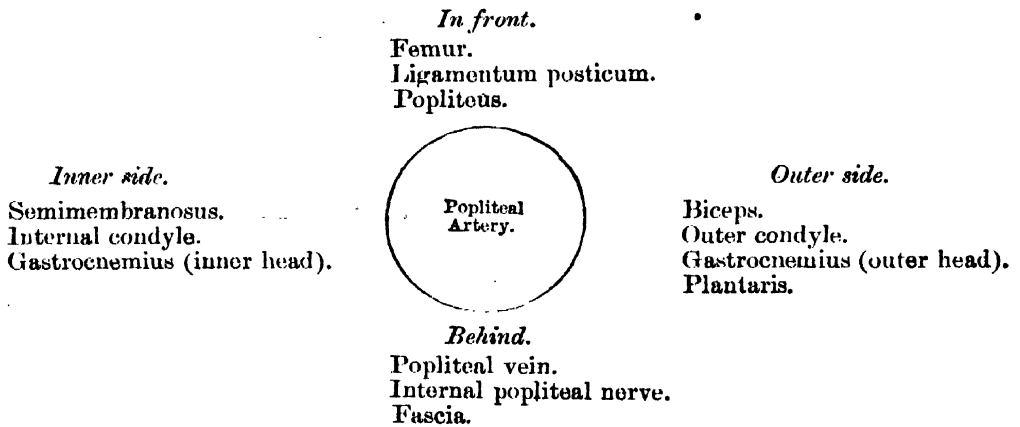 In front.
Femur.
Ligamentum posticum.
Popliteus.
Inner side.
Semimembranosus.
Internal condyle.
Gastrocnemius (inner head).
Popliteal
Artery.
Outer side.
Biceps.
Outer condyle.
Gastrocnemius (outer head).
Plantaris.
Behind.
Popliteal vein.
Internal popliteal nerve.
Fascia.